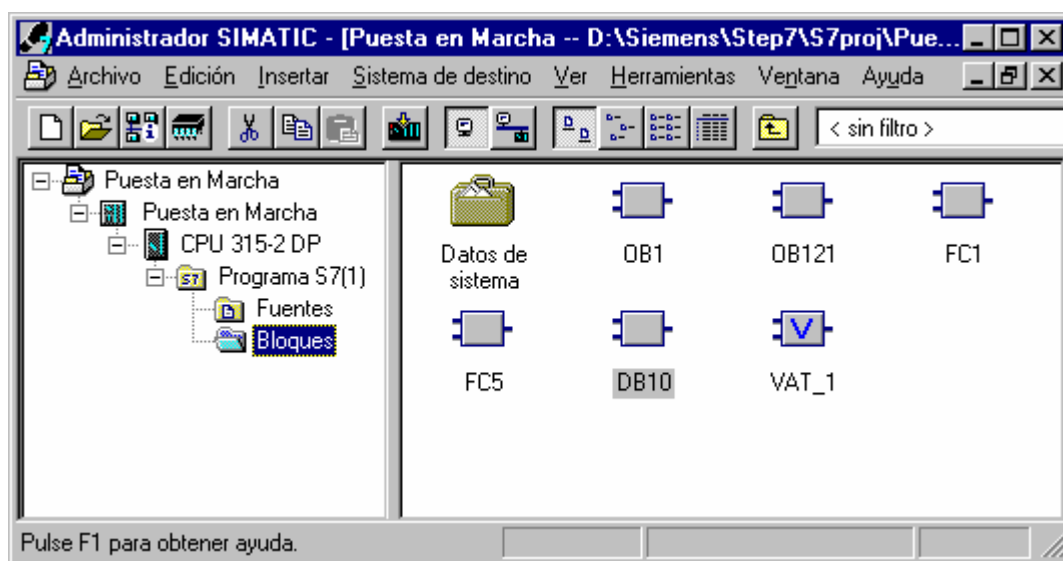 Administrador SIMATIC - [Puesta en Marcha -- D:\Siemens\Step7\S7proj\Pue...
Archivo Edición Insertar Sistema de destino Ver Herramientas Ventana Ayuda
< sin filtro >
Puesta en Marcha
Puesta en Marcha
CPU 315-2 DP
S7 Programa S7(1)
Fuentes
Bloques
Datos de sistema
OB1
OB121
FC1
FC5
DB10
V
VAT_1
Pulse F1 para obtener ayuda.